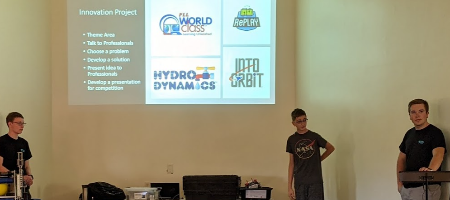 Innovation Project
• Theme Area
• Talk to Professionals
• Choose a problem
• Develop a solution
• Present idea to
Professionals
• Develop a presentation
for competition
WORLD
CLASS
RePLAY
HYDRO
DYNAMICS
INTO
ORBIT
NASA